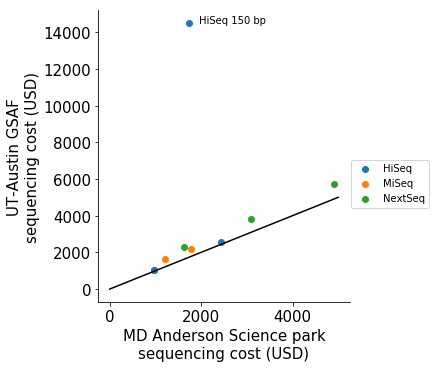 HiSeq 150 bp
14000
12000
10000
8000
6000
4000
2000
0
UT-Austin GSAF
sequencing cost (USD)
HiSeq
MiSeq
NextSeq
0
2000
4000
MD Anderson Science park
sequencing cost (USD)